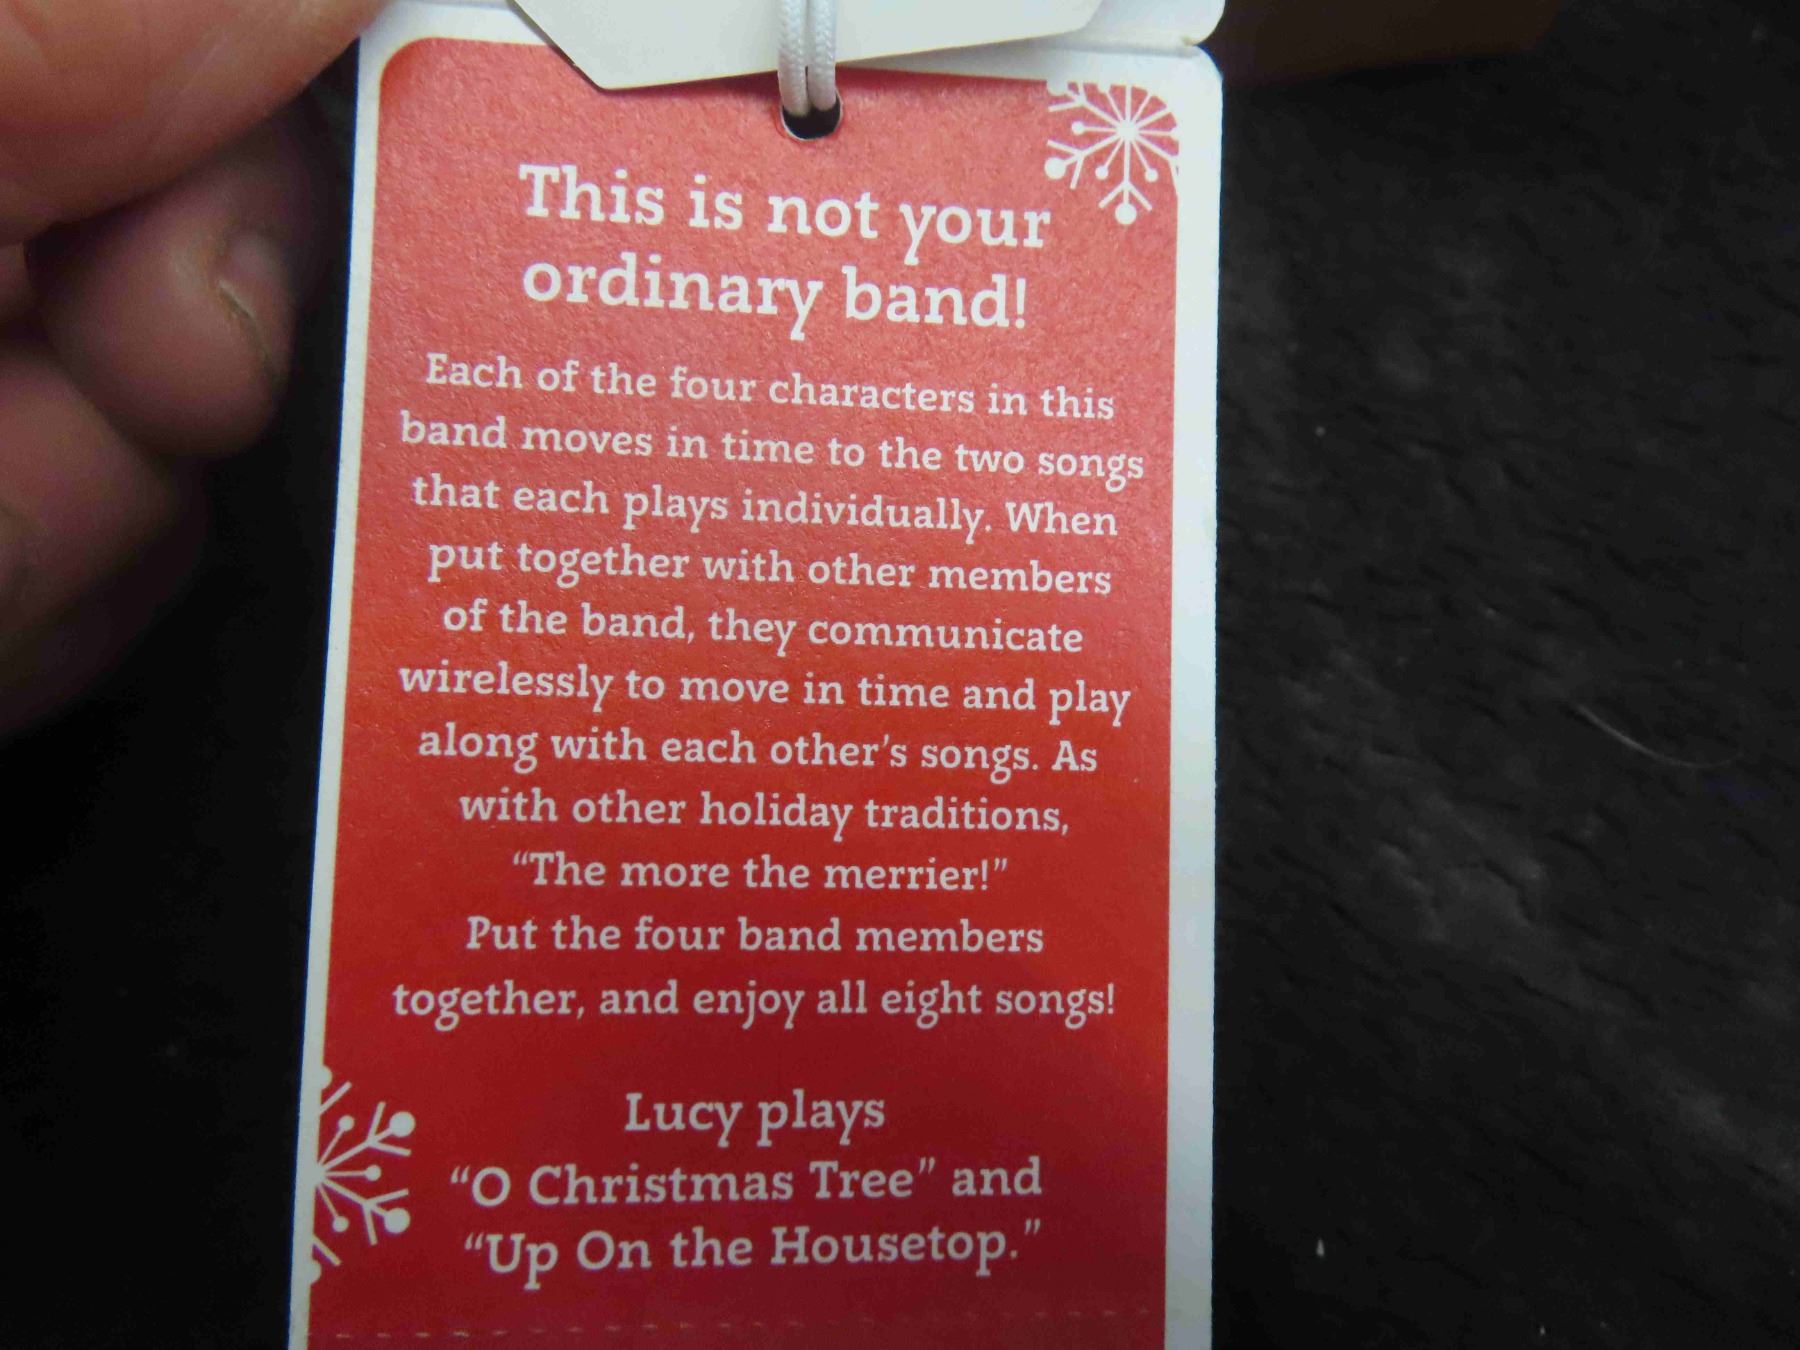 This is not your
ordinary band!
Each of the four characters in this
band moves in time to the two songs
that each plays individually. When
put together with other members
of the band, they communicate
wirelessly to move in time and play
along with each other's songs. As
with other holiday traditions,
“The more the merrier!”
Put the four band members
together, and enjoy all eight songs!
Lucy plays
“O Christmas Tree” and
“Up On the Housetop.”